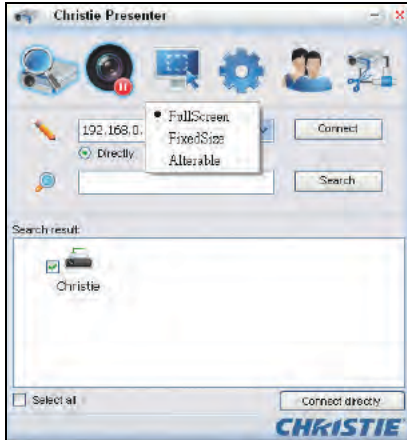 Christie Presenter
192.168.0.
Connect
FullScreen
FixedSize
Alterable
Directly
Search
Search result:
Christie
Select all
Connect directly
CHRISTIE